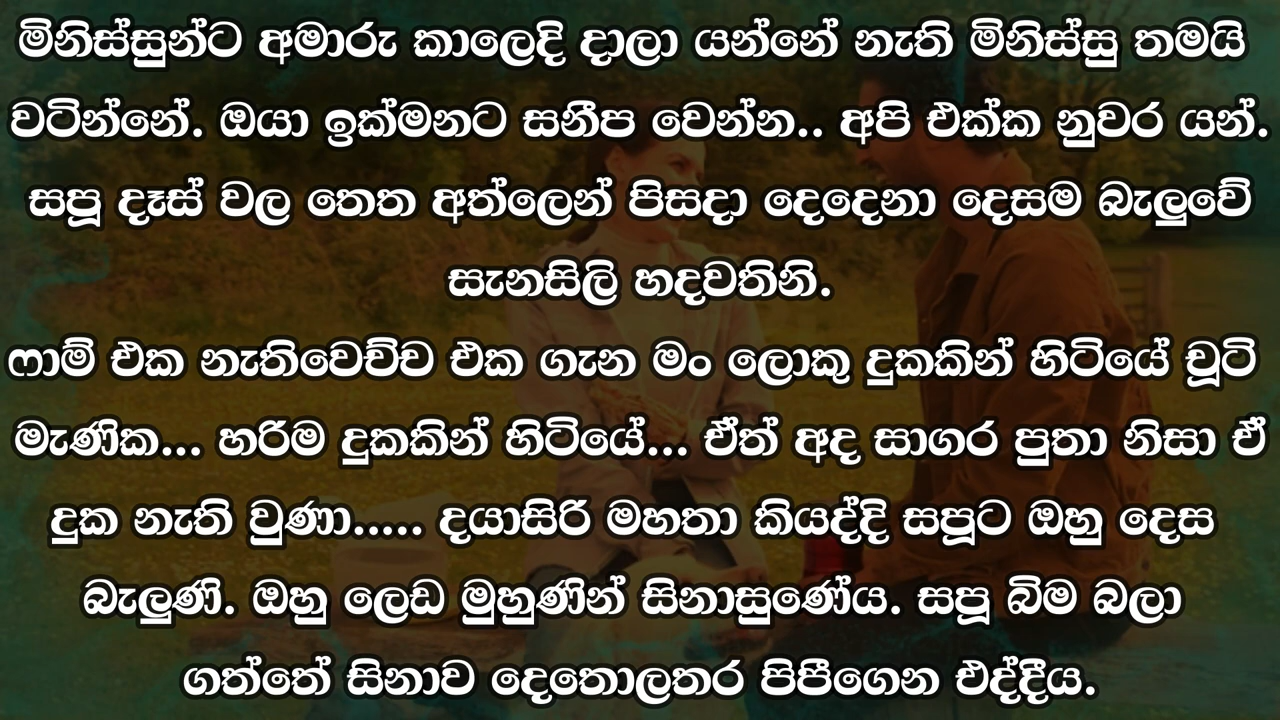 මිනිස්සුන්ට අමාරු කාලෙදි දාලා යන්නේ නැති මිනිස්සු තමයි
වටින්නේ. ඔයා ඉක්මනට සනීප වෙන්න.. අපි එක්ක නුවර යන්.
සපූ දෑස් වල තෙත අත්ලෙන් පිසදා දෙදෙනා දෙසම බැලුවේ
සැනසිලි හදවතිනි.
ෆාම් එක නැතිවෙච්ච එක ගැන මං ලොකු දුකකින් හිටියේ චූටි
මැණික... හරිම දුකකින් හිටියේ... ඒත් අද සාගර පුතා නිසා ඒ
දුක නැති වුණා..... දයාසිරි මහතා කියද්දි සපූට ඔහු දෙස
බැලුණි. ඔහු ලෙඩ මුහුණින් සිනාසුණේය. සපූ බිම බලා
ගත්තේ සිනාව දෙතොලතර පිපීගෙන එද්දීය.